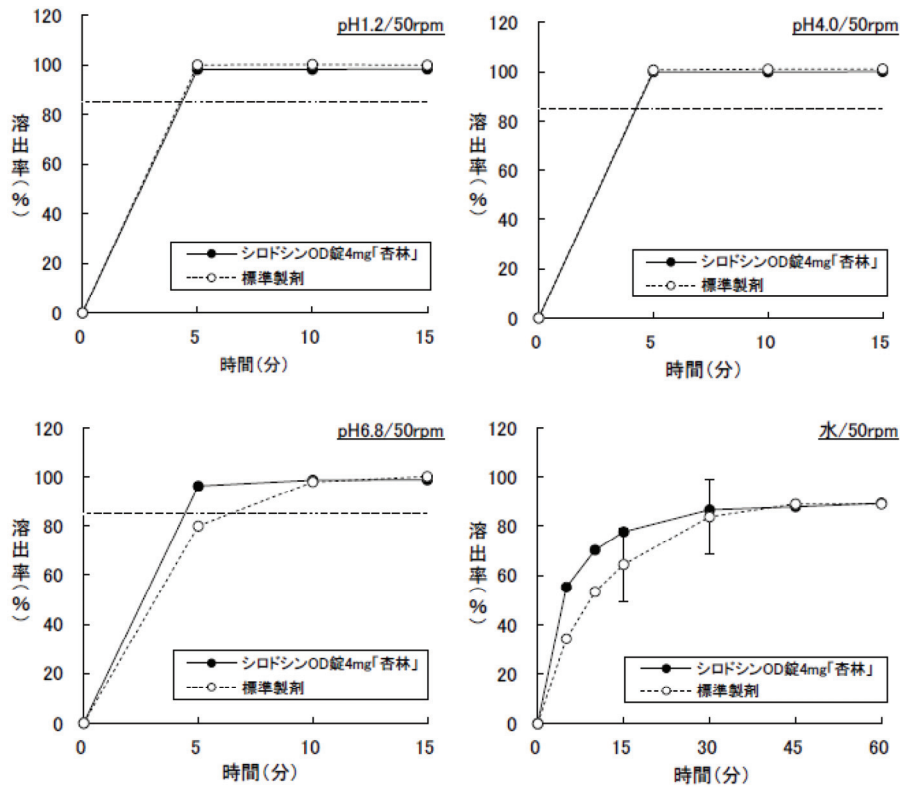 pH1.2/50rpm
120
100
80
60
40
20
0
溶出率(%)
シロドシンOD錠4mg「杏林」
標準製剤
0 5 10 15
時間(分)
pH4.0/50rpm
120
100
80
60
40
20
0
溶出率(%)
シロドシンOD錠4mg「杏林」
標準製剤
0 5 10 15
時間(分)
pH6.8/50rpm
120
100
80
60
40
20
0
溶出率(%)
シロドシンOD錠4mg「杏林」
標準製剤
0 5 10 15
時間(分)
水/50rpm
120
100
80
60
40
20
0
溶出率(%)
シロドシンOD錠4mg「杏林」
標準製剤
0 15 30 45 60
時間(分)